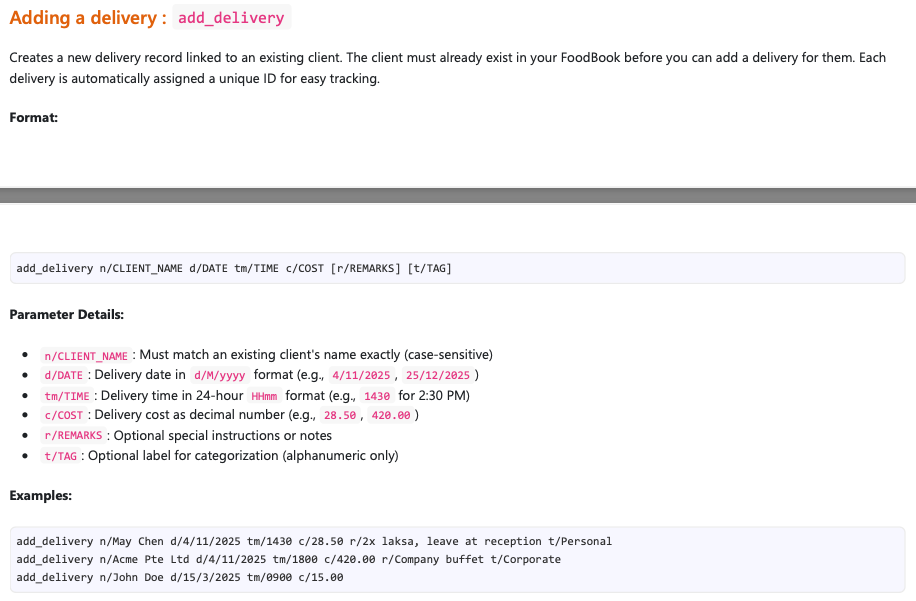 Adding a delivery : add_delivery
Creates a new delivery record linked to an existing client. The client must already exist in your FoodBook before you can add a delivery for them. Each
delivery is automatically assigned a unique ID for easy tracking.
Format:
add_delivery n/CLIENT_NAME d/DATE tm/TIME c/COST [r/REMARKS] [t/TAG]
Parameter Details:
• n/CLIENT_NAME : Must match an existing client's name exactly (case-sensitive)
• d/DATE : Delivery date in d/M/yyyy format (e.g., 4/11/2025 , 25/12/2025 )
• tm/TIME : Delivery time in 24-hour HHmm format (e.g., 1430 for 2:30 PM)
• c/COST : Delivery cost as decimal number (e.g., 28.50 , 420.00 )
• r/REMARKS : Optional special instructions or notes
• t/TAG : Optional label for categorization (alphanumeric only)
Examples:
add_delivery n/May Chen d/4/11/2025 tm/1430 c/28.50 r/2x laksa, leave at reception t/Personal
add_delivery n/Acme Pte Ltd d/4/11/2025 tm/1800 c/420.00 r/Company buffet t/Corporate
add_delivery n/John Doe d/15/3/2025 tm/0900 c/15.00